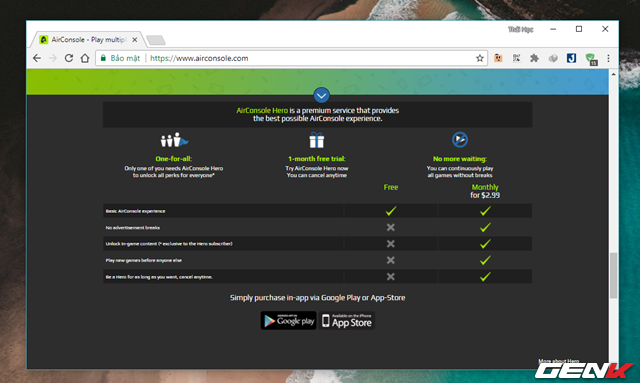 Thái Học
AirConsole - Play multipl
Bảo mật
https://www.airconsole.com
15
AirConsole Hero is a premium service that provides
the best possible AirConsole experience.
One-for-all:
Only one of you needs AirConsole Hero
to unlock all perks for everyone*
1-month free trial:
Try AirConsole Hero now
You can cancel anytime
No more waiting:
You can continuously play
all games without breaks
Free
Monthly
for $2.99
Basic AirConsole experience
No advertisement breaks
Unlock in-game content (* exclusive to the Hero subscriber)
Play new games before anyone else
Be a Hero for as long as you want, cancel anytime.
Simply purchase in-app via Google Play or App-Store
Google play
Available on the iPhone
App Store
More about Hero
GENK